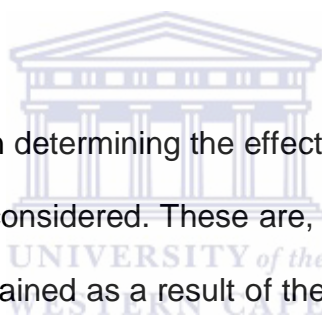 determining the effect
onsidered. These are,
UNIVERSITY of the
ained as a result of the
WESTERN CAPE